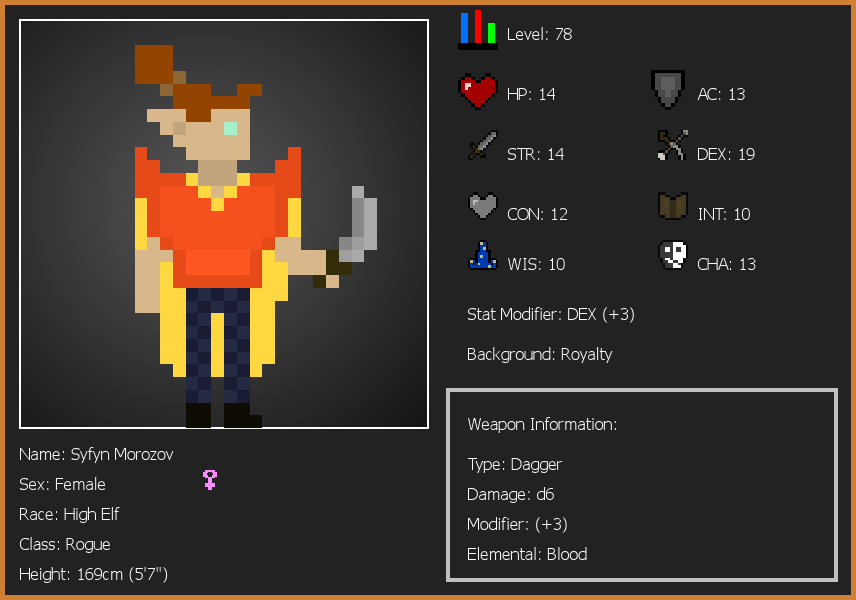 Level: 78
HP: 14
AC: 13
STR: 14
DEX: 19
CON: 12
INT: 10
WIS: 10
CHA: 13
Stat Modifier: DEX (+3)
Background: Royalty
Weapon Information:
Type: Dagger
Damage: d6
Modifier: (+3)
Elemental: Blood
Name: Syfyn Morozov
Sex: Female
Race: High Elf
Class: Rogue
Height: 169cm (5'7")